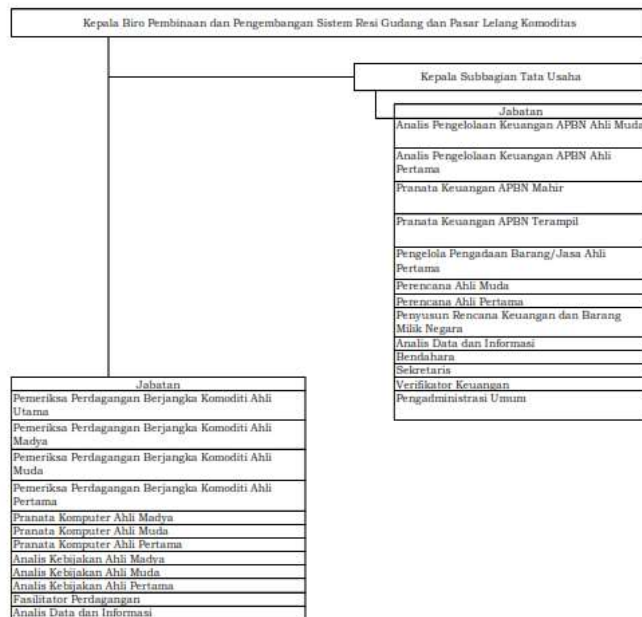 Kepala Biro Pembinaan dan Pengembangan Sistem Resi Gudang dan Pasar Lelang Komoditas
Kepala Subbagian Tata Usaha
Jabatan
Analis Pengelolaan Keuangan APBN Ahli Muda
Analis Pengelolaan Keuangan APBN Ahli
Pertama
Pranata Keuangan APBN Mahir
Pranata Keuangan APBN Terampil
Pengelola Pengadaan Barang/Jasa Ahli
Pertama
Perencana Ahli Muda
Perencana Ahli Pertama
Penyusun Rencana Keuangan dan Barang
Milik Negara
Analis Data dan Informasi
Bendahara
Sekretaris
Verifikator Keuangan
Pengadministrasi Umum
Jabatan
Pemeriksa Perdagangan Berjangka Komoditi Ahli
Utama
Pemeriksa Perdagangan Berjangka Komoditi Ahli
Madya
Pemeriksa Perdagangan Berjangka Komoditi Ahli
Muda
Pemeriksa Perdagangan Berjangka Komoditi Ahli
Pertama
Pranata Komputer Ahli Madya
Pranata Komputer Ahli Muda
Pranata Komputer Ahli Pertama
Analis Kebijakan Ahli Madya
Analis Kebijakan Ahli Muda
Analis Kebijakan Ahli Pertama
Fasilitator Perdagangan
Analis Data dan Informasi